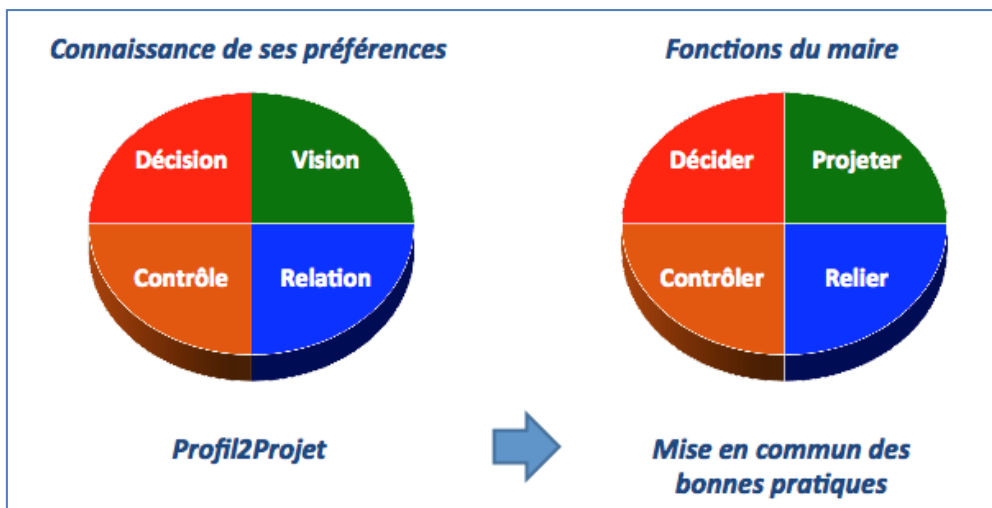 Connaissance de ses préférences
Fonctions du maire
Décision
Vision
Contrôle
Relation
Décider
Projeter
Contrôler
Relier
Profil2Projet
Mise en commun des
bonnes pratiques